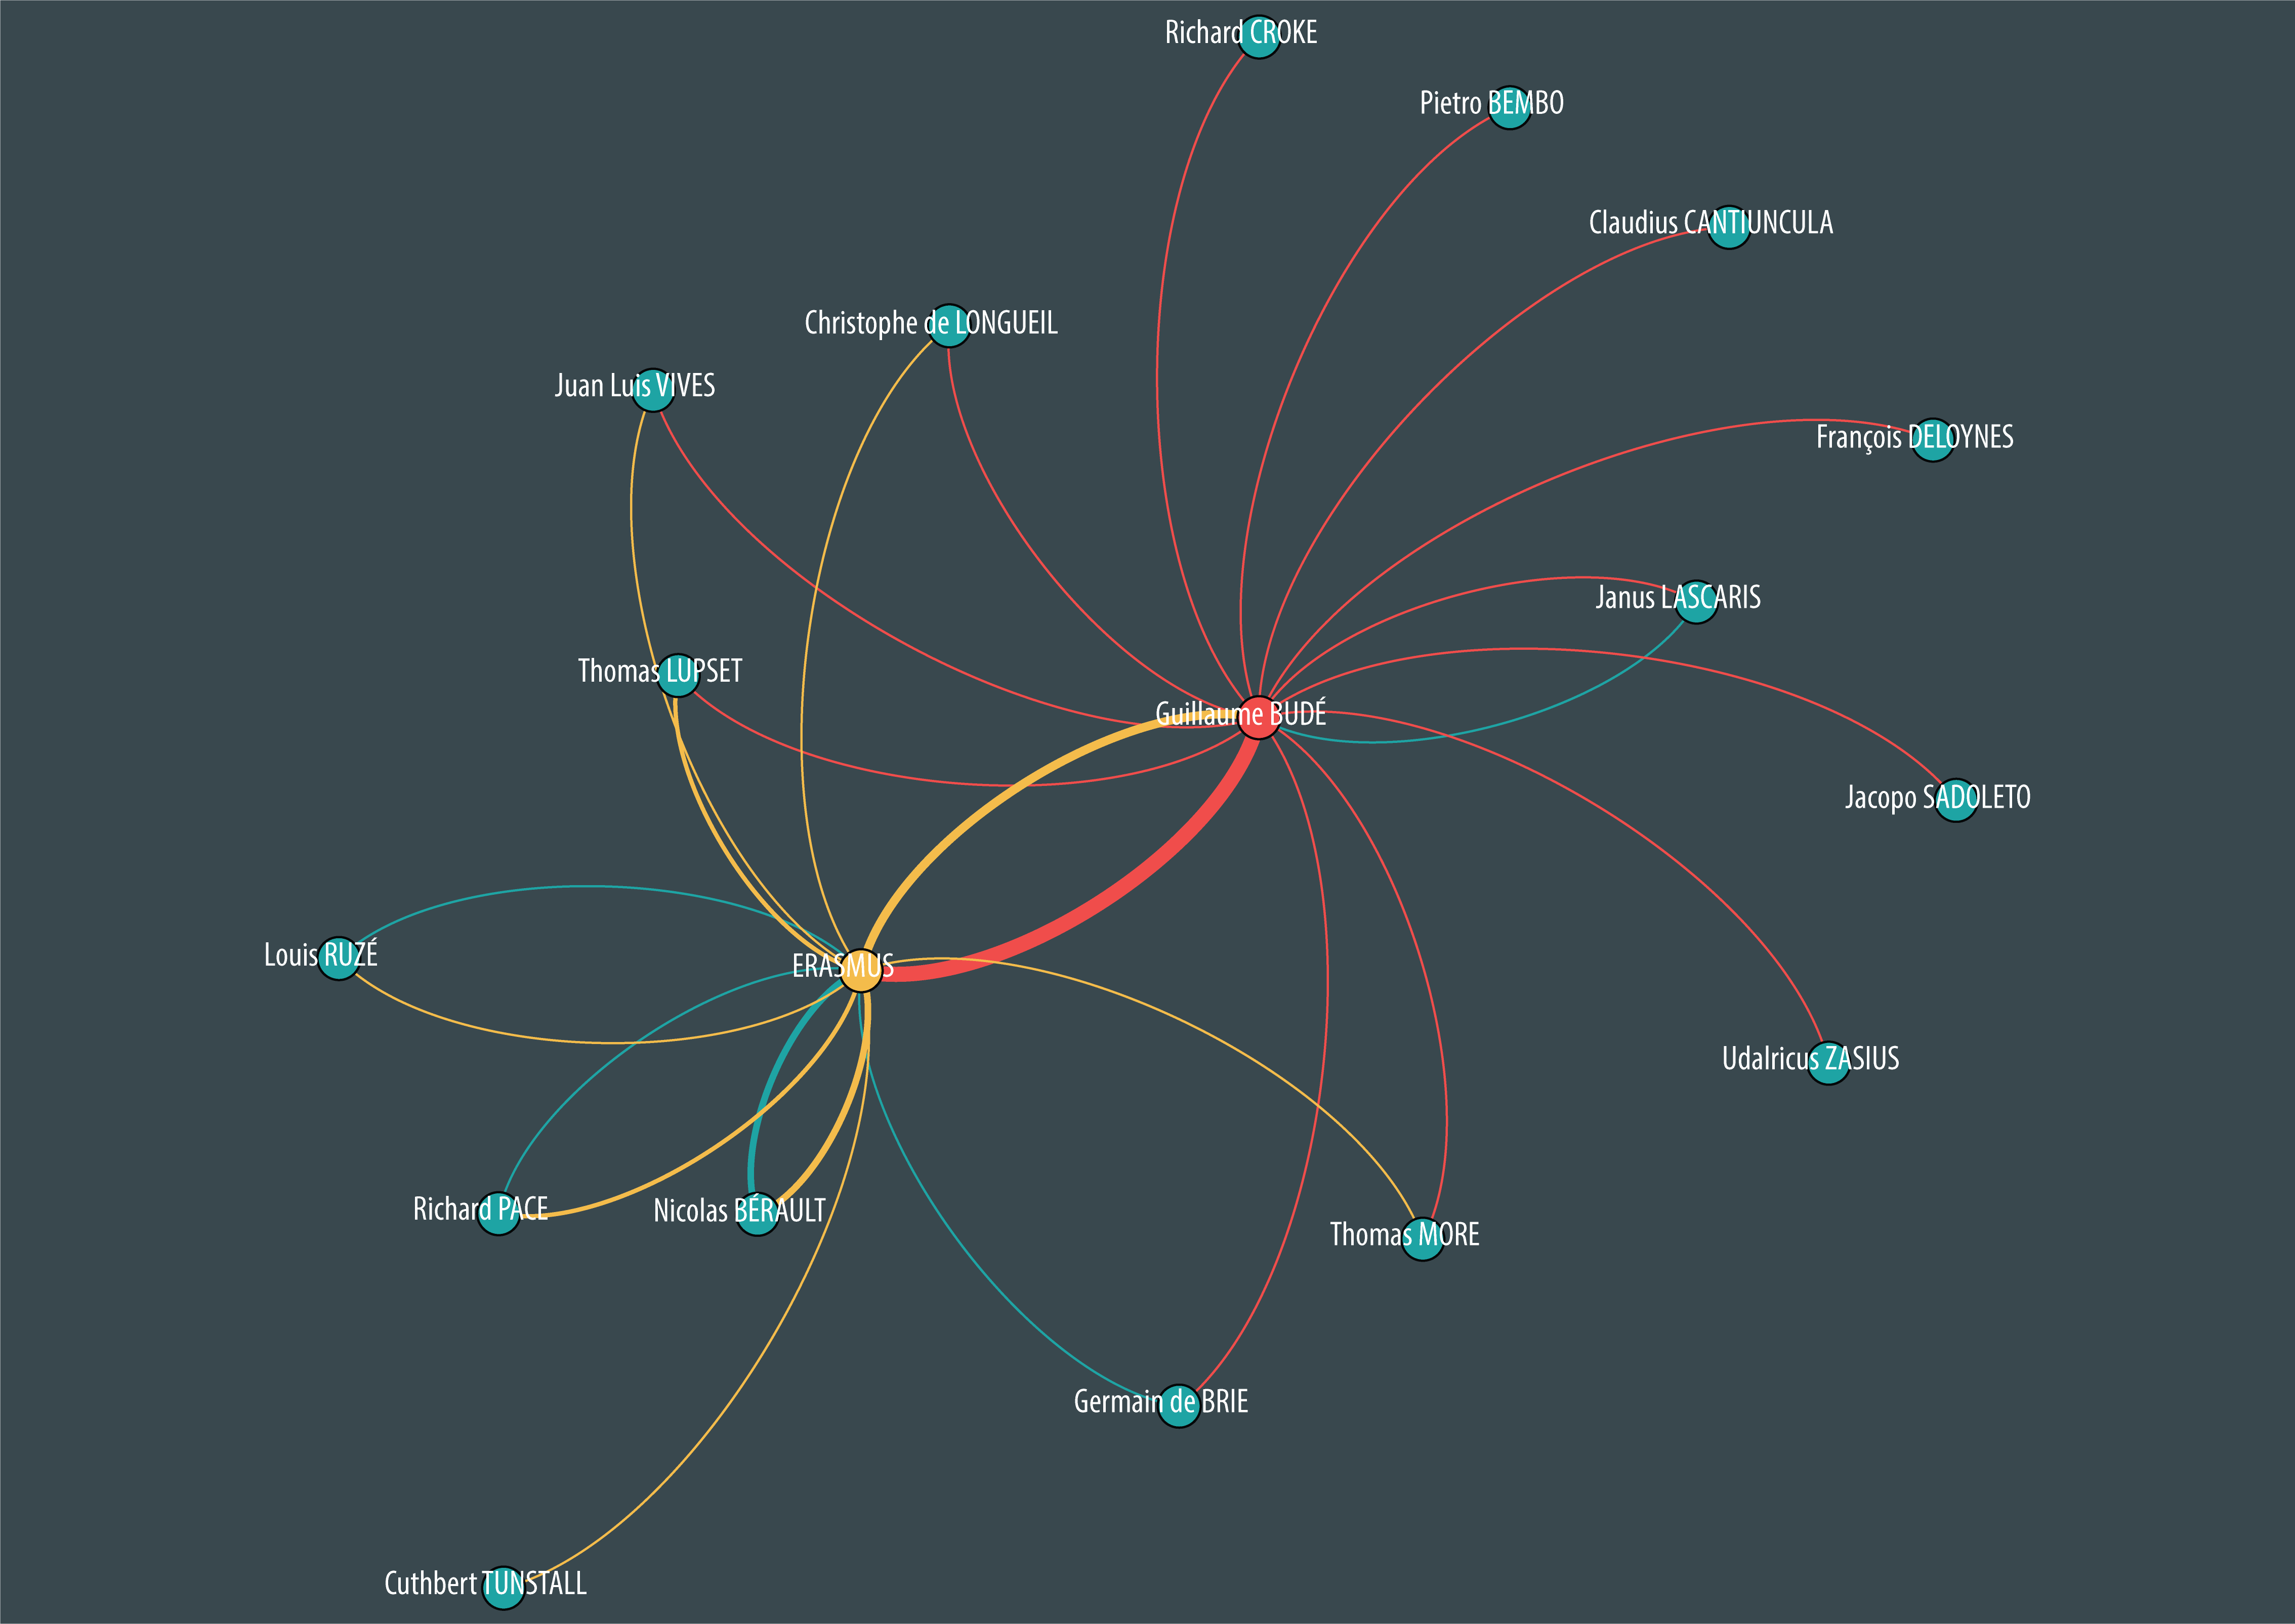 Richard CROKE
Pietro BEMBO
Claudius CANTIUNCULA
Christophe de LONGUEIL
Juan Luis VIVES
François DELOYNES
Janus LASCARIS
Thomas LUPSET
Guillaume BUDÉ
Jacopo SADOLETO
Louis RUZÉ
ERASMUS
Udalricus ZASIUS
Richard PACE
Nicolas BÉRAULT
Thomas MORE
Germain de BRIE
Cuthbert TUNSTALL